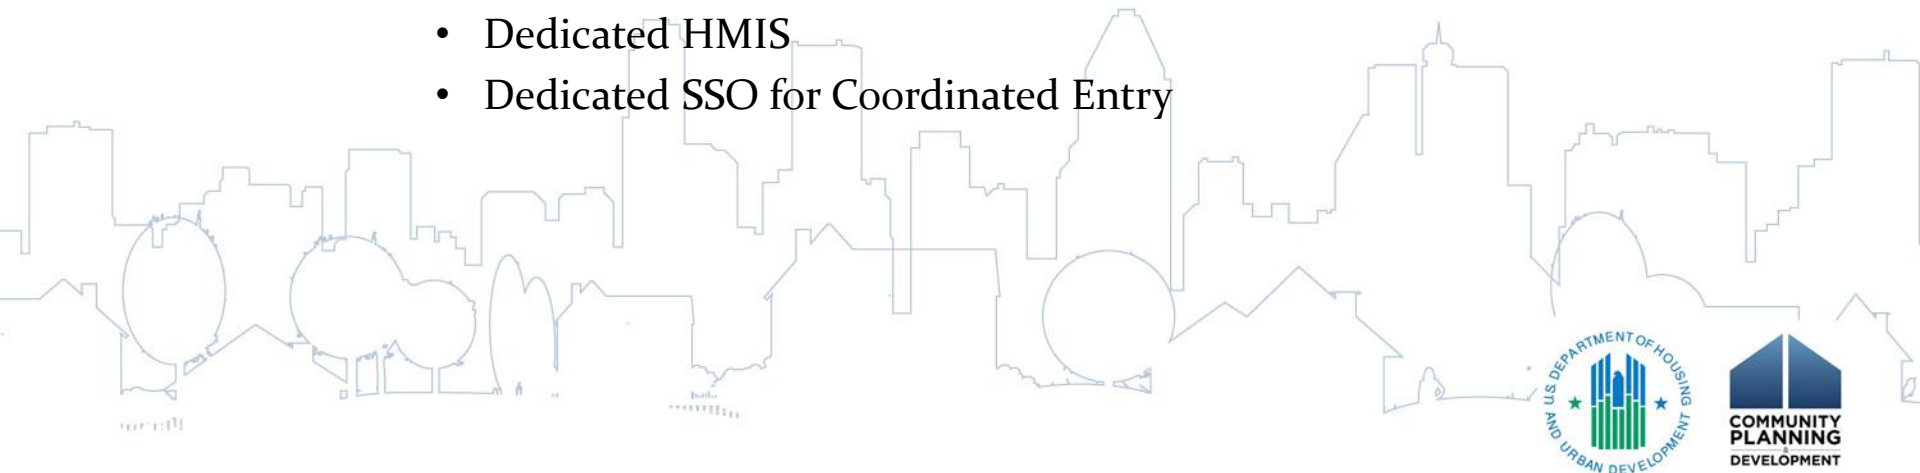 • Dedicated HMIS
• Dedicated SSO for Coordinated Entry
U.S. DEPARTMENT OF HOUSING AND URBAN DEVELOPMENT
COMMUNITY
PLANNING
&
DEVELOPMENT